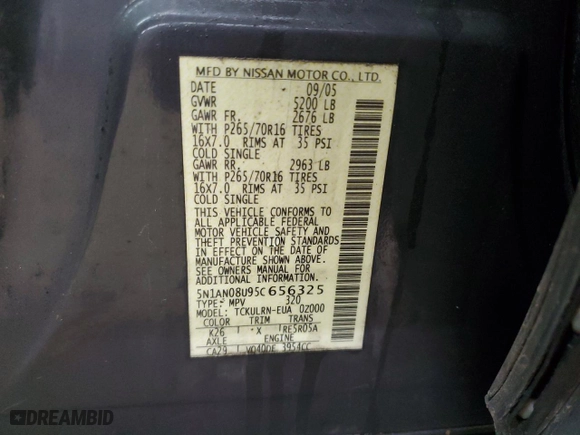 MFD BY NISSAN MOTOR CO., LTD.
DATE 09/05
GVWR 5200 LB
GAWR FR. 2676 LB
WITH P265/70R16 TIRES
16X7.0 RIMS AT 35 PSI
COLD SINGLE
GAWR RR. 2963 LB
WITH P265/70R16 TIRES
16X7.0 RIMS AT 35 PSI
COLD SINGLE
THIS VEHICLE CONFORMS TO
ALL APPLICABLE FEDERAL
MOTOR VEHICLE SAFETY AND
THEFT PREVENTION STANDARDS
IN EFFECT ON THE DATE OF
MANUFACTURE SHOWN ABOVE.
SEE OWNERS MANUAL FOR
ADDITIONAL INFORMATION.
5N1AN08U95C656325
TYPE: MPV 320
MODEL: TCKULRN-EUA 0Z000
COLOR TRIM TRANS
K26 X RE5R05A
AXLE ENGINE
CA29 VQ40DE 3954CC
DREAMBID